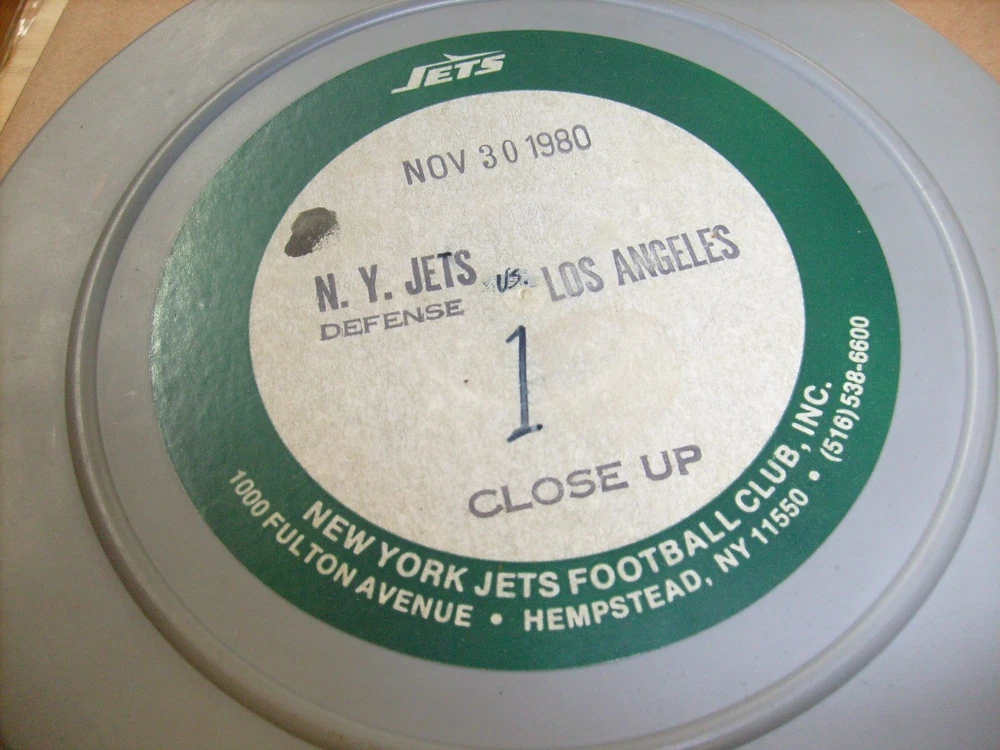 JETS
NOV 30 1980
N. Y. JETS vs. LOS ANGELES
DEFENSE
1
CLOSE UP
NEW YORK JETS FOOTBALL CLUB, INC.
1000 FULTON AVENUE • HEMPSTEAD, NY 11550 • (516) 538-6600